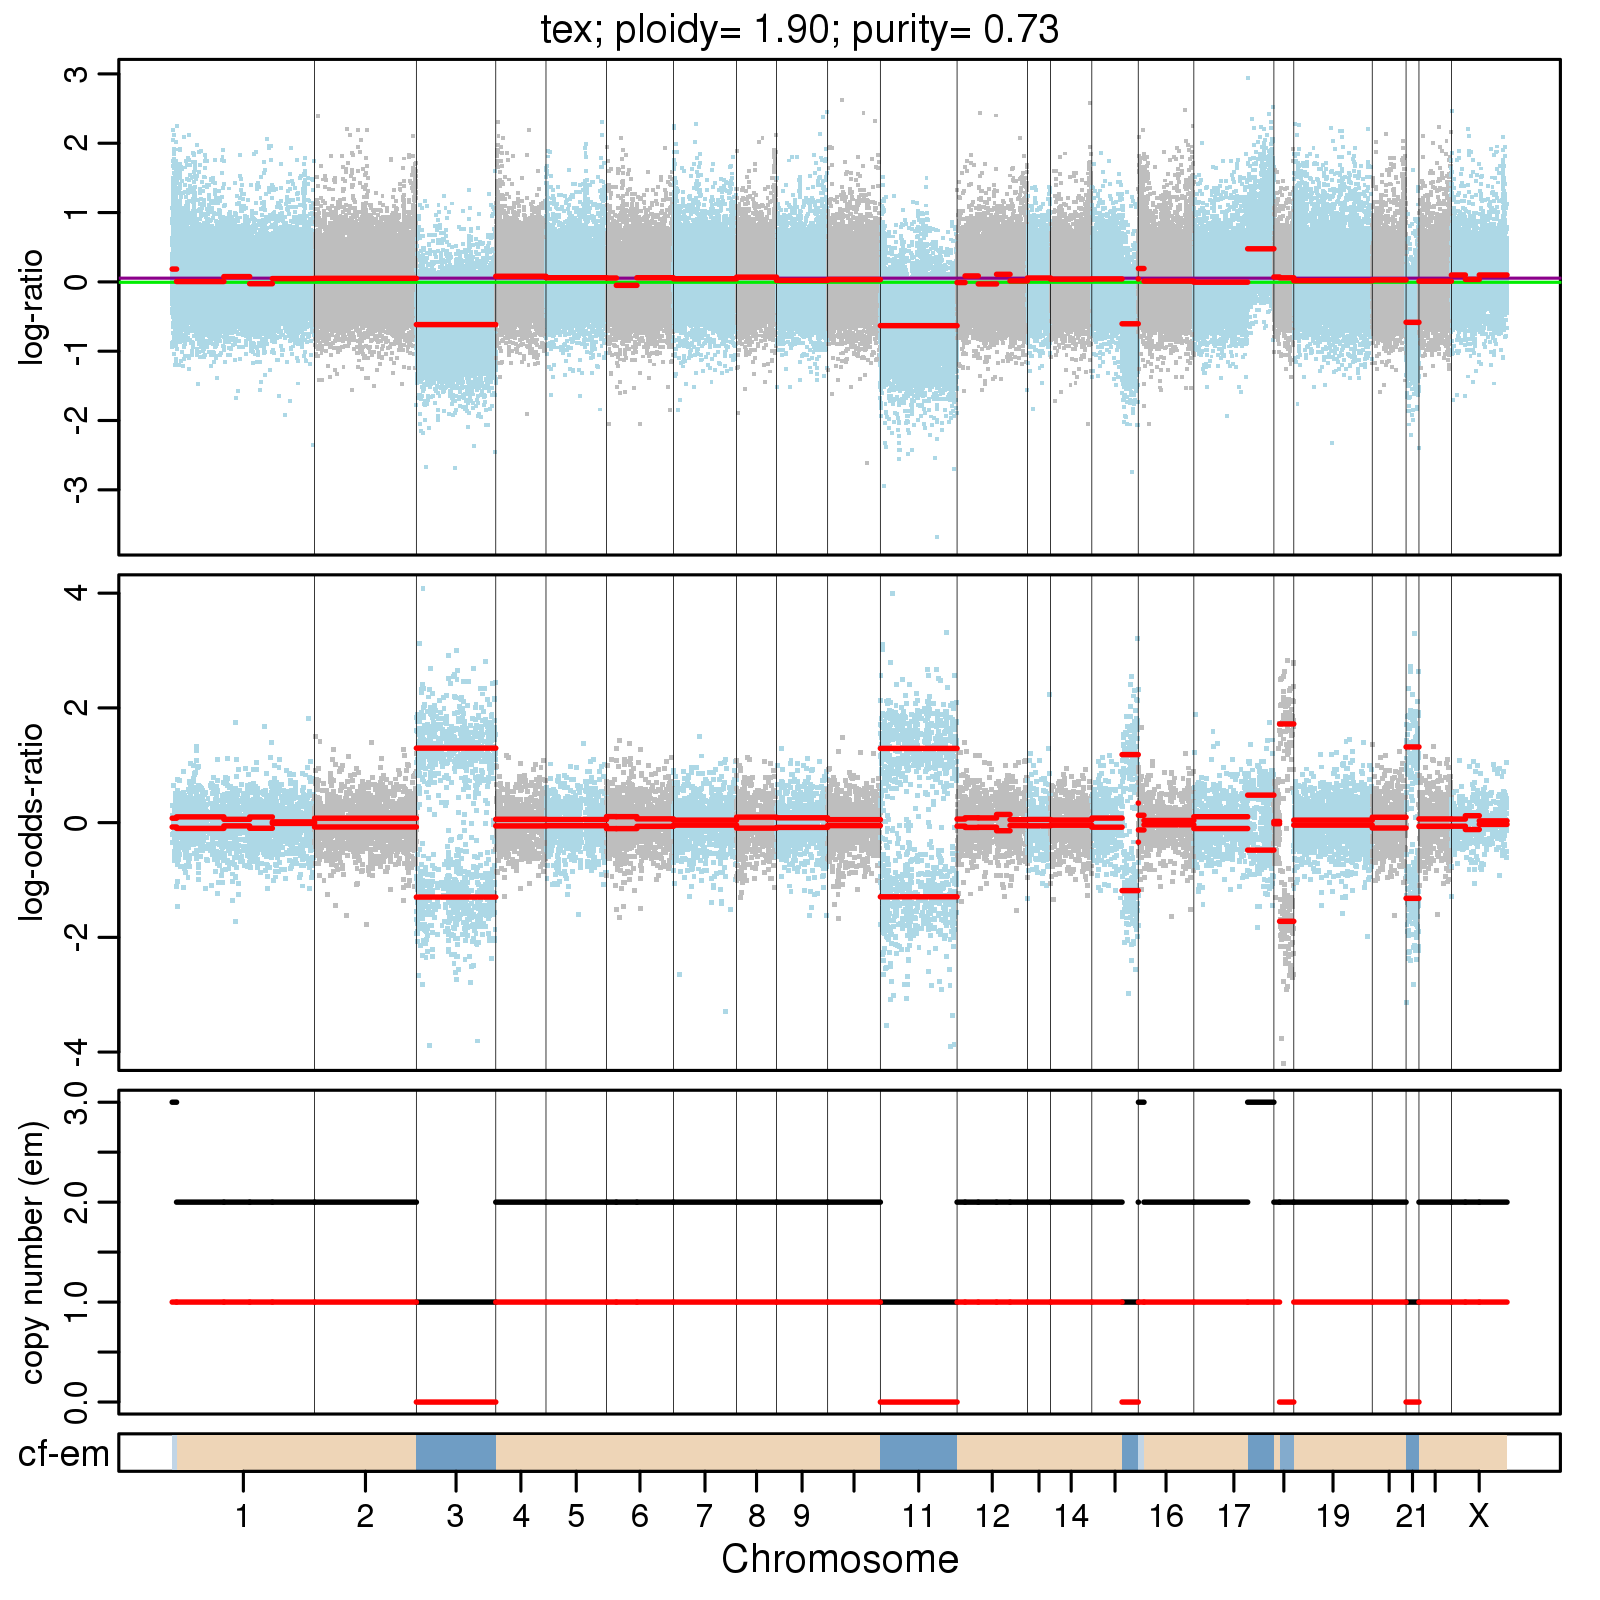 tex; ploidy= 1.90; purity= 0.73
log-ratio
3
2
1
0
-1
-2
-3
log-odds-ratio
4
2
0
-2
-4
copy number (em)
3.0
2.0
1.0
0.0
cf-em
1 2 3 4 5 6 7 8 9 11 12 14 16 17 19 21 X
Chromosome